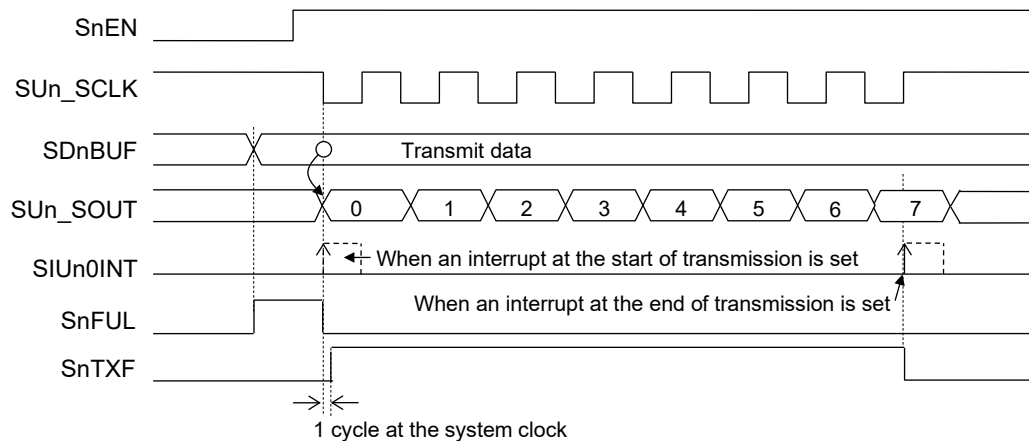 SnEN
SUn_SCLK
SDnBUF
Transmit data
SUn_SOUT
0 1 2 3 4 5 6 7
SIUn0INT
When an interrupt at the start of transmission is set
When an interrupt at the end of transmission is set
SnFUL
SnTXF
1 cycle at the system clock